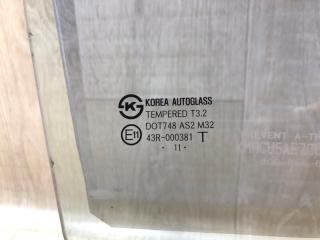 KOREA AUTOGLASS
TEMPERED T3.2
DOT748 AS2 M32
E11 43R-000381 T
· 11 ·